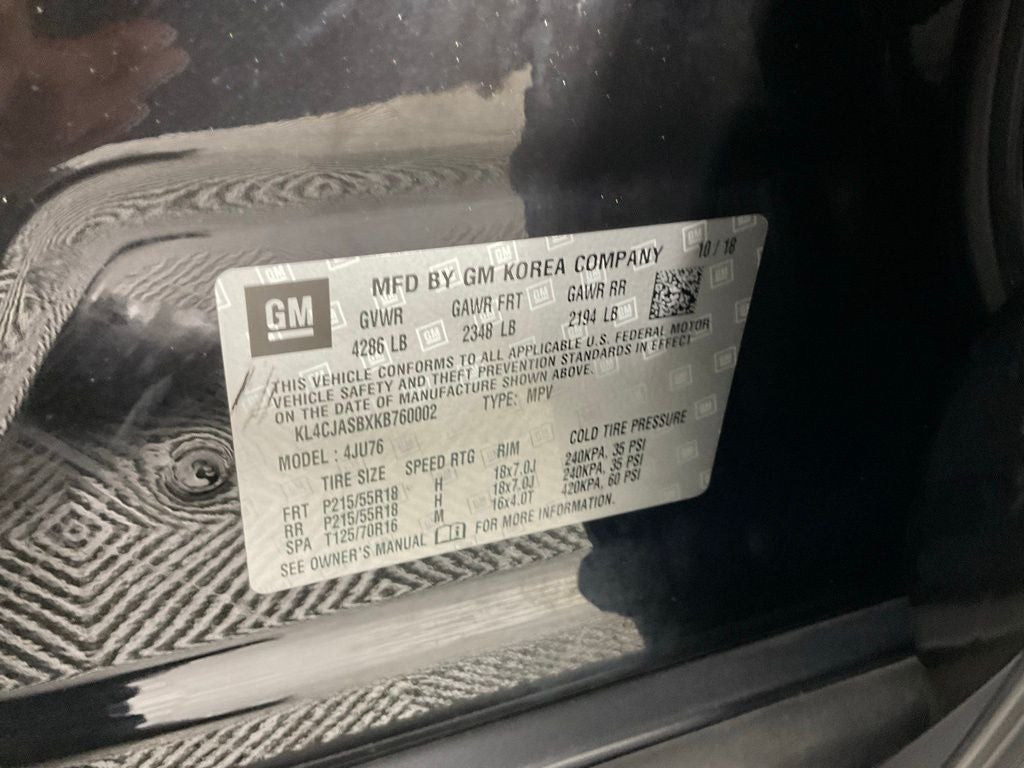 GM
MFD BY GM KOREA COMPANY 10 / 18
GVWR GAWR FRT GAWR RR
4286 LB 2348 LB 2194 LB
THIS VEHICLE CONFORMS TO ALL APPLICABLE U.S. FEDERAL MOTOR
VEHICLE SAFETY AND THEFT PREVENTION STANDARDS IN EFFECT
ON THE DATE OF MANUFACTURE SHOWN ABOVE.
KL4CJASBXKB760002 TYPE: MPV
MODEL : 4JU76
TIRE SIZE SPEED RTG RIM COLD TIRE PRESSURE
FRT P215/55R18 H 18x7.0J 240KPA, 35 PSI
RR P215/55R18 H 18x7.0J 240KPA, 35 PSI
SPA T125/70R16 M 16x4.0T 420KPA, 60 PSI
SEE OWNER'S MANUAL FOR MORE INFORMATION.